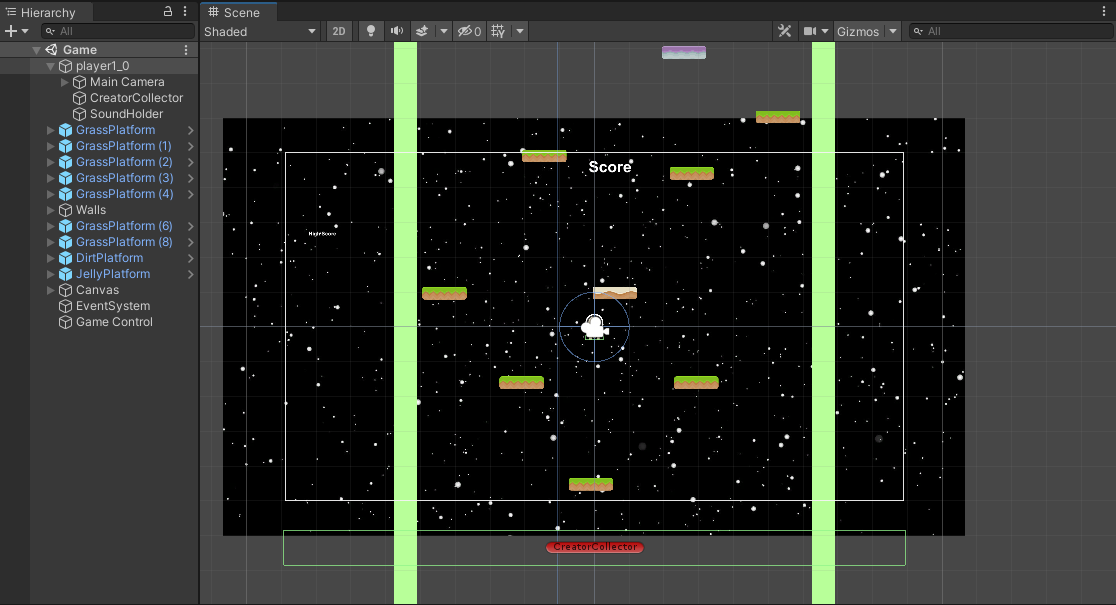 Hierarchy
All
Game
player1_0
Main Camera
CreatorCollector
SoundHolder
GrassPlatform
GrassPlatform (1)
GrassPlatform (2)
GrassPlatform (3)
GrassPlatform (4)
Walls
GrassPlatform (6)
GrassPlatform (8)
DirtPlatform
JellyPlatform
Canvas
EventSystem
Game Control
Scene
Shaded 2D 0 Gizmos All
Score
HighScore
CreatorCollector